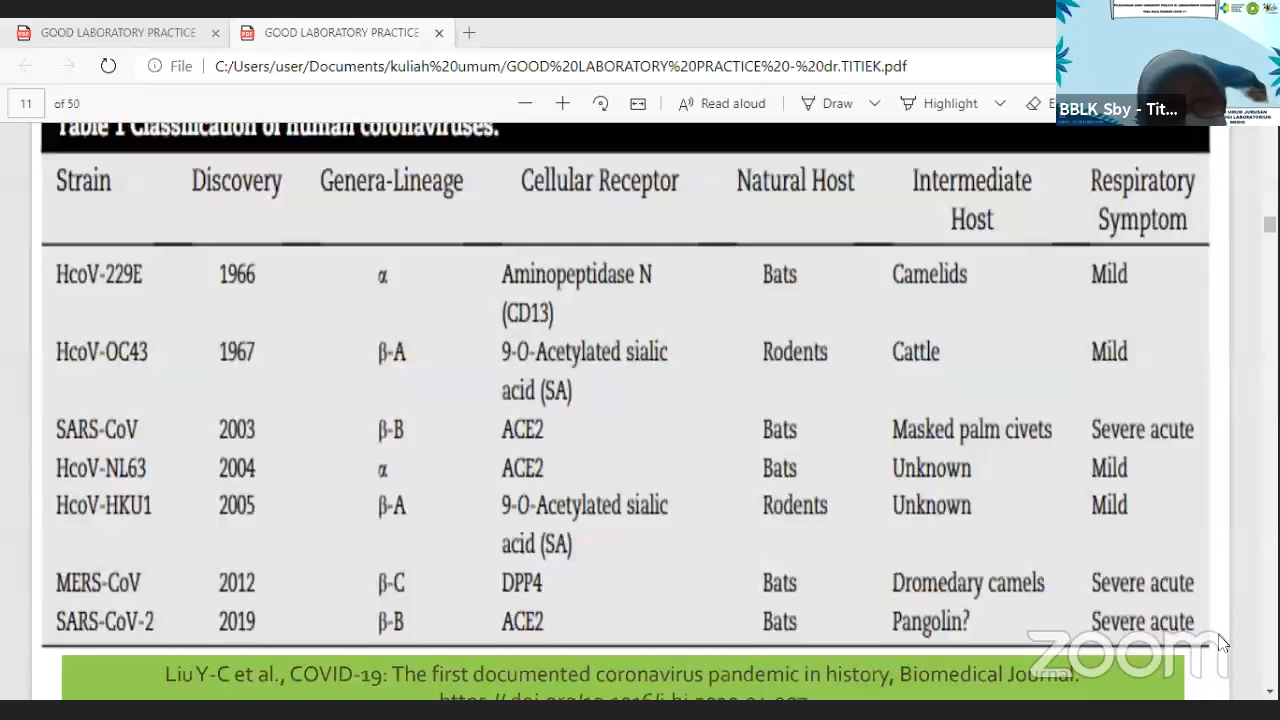 GOOD LABORATORY PRACTICE
GOOD LABORATORY PRACTICE
File C:/Users/user/Documents/kuliah%20umum/GOOD%20LABORATORY%20PRACTICE%20-%20dr.TITIEK.pdf
11 of 50 Read aloud Draw Highlight
BBLK Sby - Tit...
Table 1 Classification of human coronaviruses.
Strain Discovery Genera-Lineage Cellular Receptor Natural Host Intermediate Respiratory
Host Symptom
HcoV-229E 1966 α Aminopeptidase N Bats Camelids Mild
(CD13)
HcoV-OC43 1967 β-A 9-O-Acetylated sialic Rodents Cattle Mild
acid (SA)
SARS-CoV 2003 β-B ACE2 Bats Masked palm civets Severe acute
HcoV-NL63 2004 α ACE2 Bats Unknown Mild
HcoV-HKU1 2005 β-A 9-O-Acetylated sialic Rodents Unknown Mild
acid (SA)
MERS-CoV 2012 β-C DPP4 Bats Dromedary camels Severe acute
SARS-CoV-2 2019 β-B ACE2 Bats Pangolin? Severe acute
zoom
Liu Y-C et al., COVID-19: The first documented coronavirus pandemic in history, Biomedical Journal.